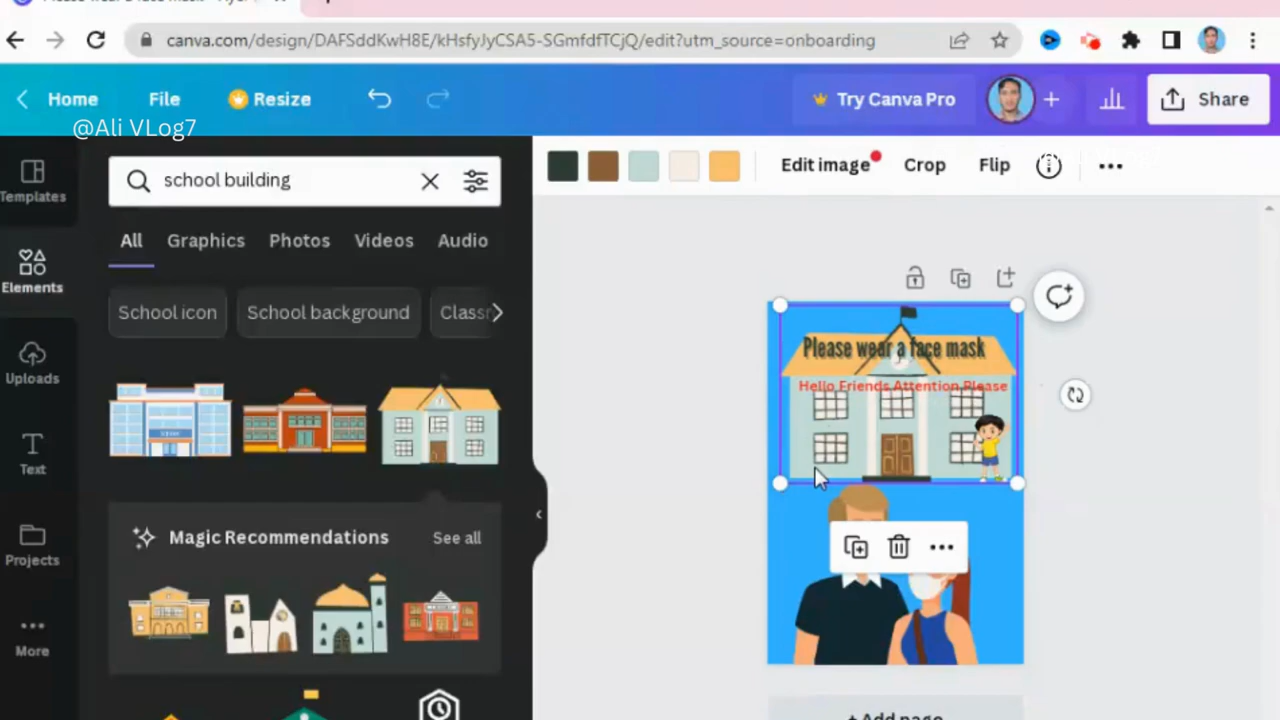 canva.com/design/DAFSddKwH8E/kHsfyJyCSA5-SGmfdfTCjQ/edit?utm_source=onboarding
Home File Resize Try Canva Pro + Share
@Ali VLog7
Templates
school building
Edit image Crop Flip
All Graphics Photos Videos Audio
Elements
School icon School background
Please wear a face mask
Hello Friends Attention Please
Uploads
Text
Magic Recommendations See all
Projects
More
+ Add page